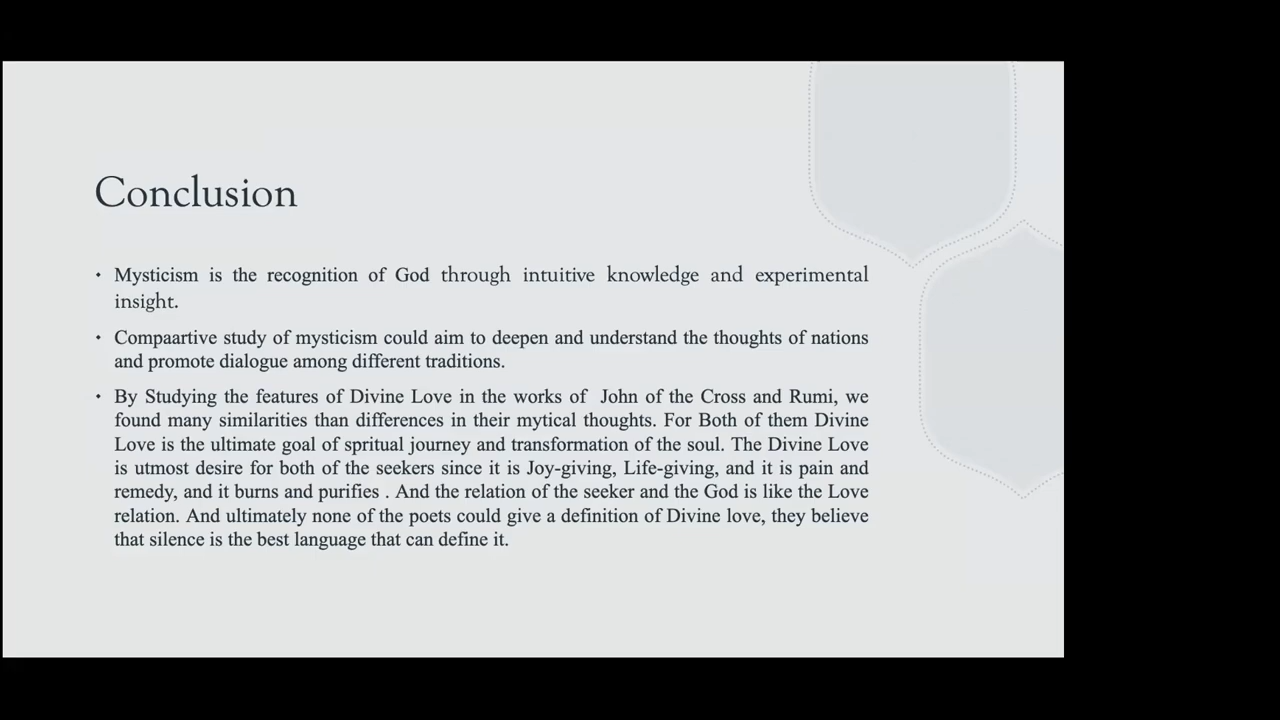 Conclusion
• Mysticism is the recognition of God through intuitive knowledge and experimental
insight.
• Compaartive study of mysticism could aim to deepen and understand the thoughts of nations
and promote dialogue among different traditions.
• By Studying the features of Divine Love in the works of  John of the Cross and Rumi, we
found many similarities than differences in their mytical thoughts. For Both of them Divine
Love is the ultimate goal of spritual journey and transformation of the soul. The Divine Love
is utmost desire for both of the seekers since it is Joy-giving, Life-giving, and it is pain and
remedy, and it burns and purifies . And the relation of the seeker and the God is like the Love
relation. And ultimately none of the poets could give a definition of Divine love, they believe
that silence is the best language that can define it.